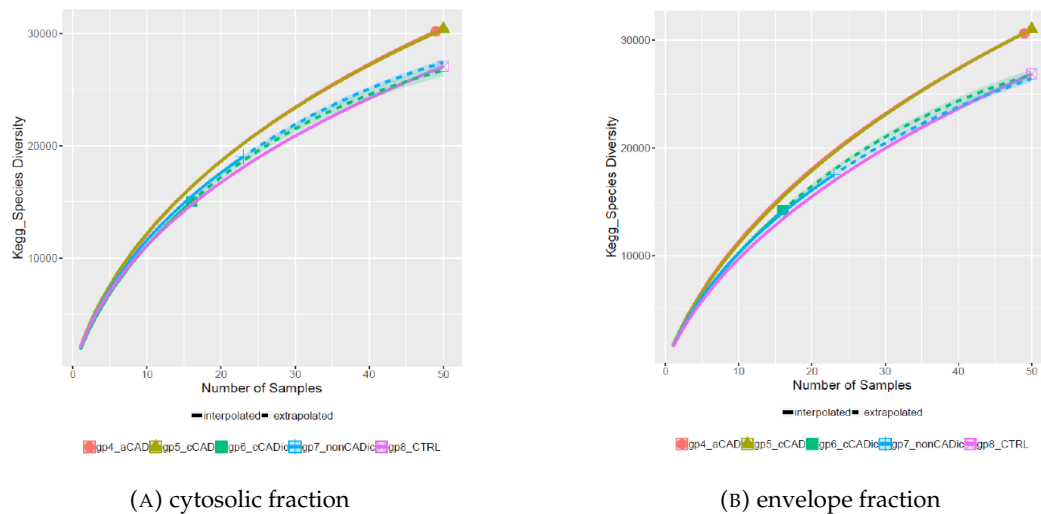 30000
20000
10000
Kegg_Species Diversity
0 10 20 30 40 50
Number of Samples
interpolated extrapolated
gp4_aCAD gp5_cCAD gp6_cCADic gp7_nonCADic gp8_CTRL
(A) cytosolic fraction
30000
20000
10000
Kegg_Species Diversity
0 10 20 30 40 50
Number of Samples
interpolated extrapolated
gp4_aCAD gp5_cCAD gp6_cCADic gp7_nonCADic gp8_CTRL
(B) envelope fraction